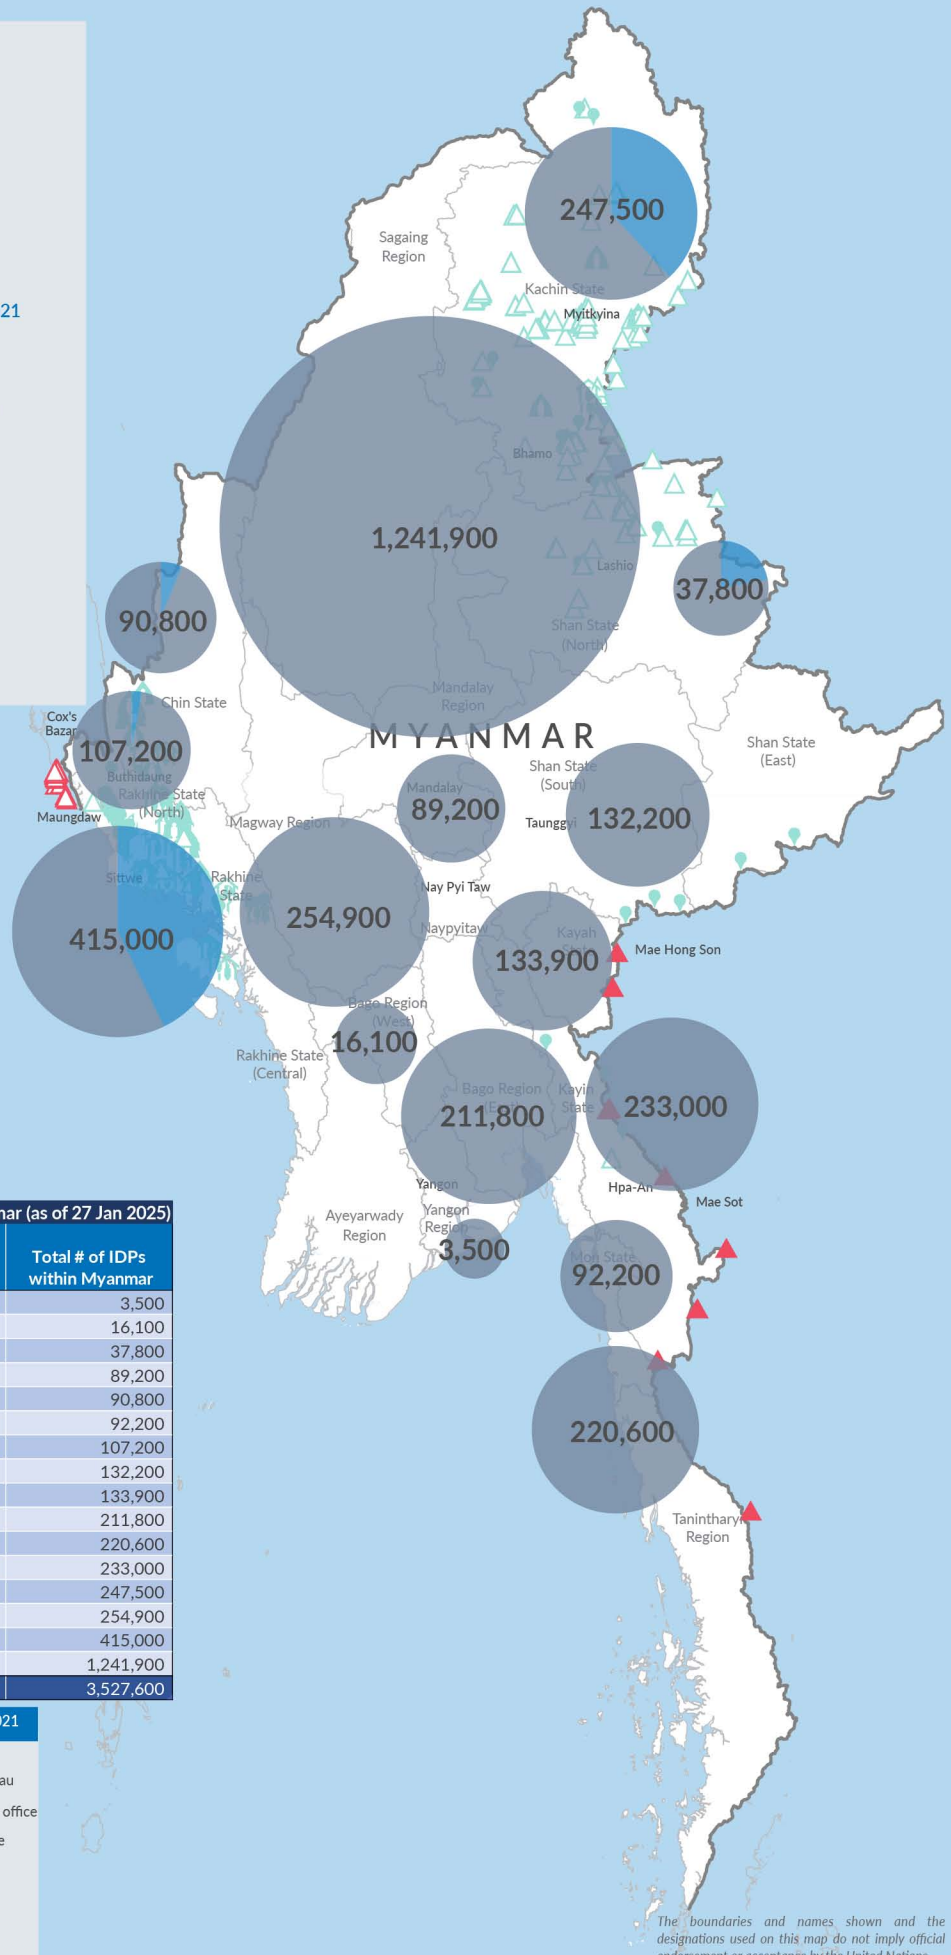 21
Sagaing
Region
247,500
Kachin State
Myitkyina
Bhamo
1,241,900
Lashio
37,800
90,800
Shan State
(North)
Mandalay
Region
Chin State
Cox's
Bazar
107,200
Buthidaung
Rakhine State
(North)
Maungdaw
MYANMAR
Shan State
(East)
Shan State
(South)
Mandalay
89,200
Taunggyi
132,200
Magway Region
Sittwe
Rakhine
State
415,000
254,900
Nay Pyi Taw
Naypyitaw
Kayah
133,900
Mae Hong Son
Bago Region
(West)
16,100
Rakhine State
(Central)
Bago Region
(East)
211,800
Kayin
State
233,000
Hpa-An
Mae Sot
Yangon
Yangon
Region
3,500
Ayeyarwady
Region
Mon State
92,200
220,600
Region
mar (as of 27 Jan 2025)
Total # of IDPs
within Myanmar
3,500
16,100
37,800
89,200
90,800
92,200
107,200
132,200
133,900
211,800
220,600
233,000
247,500
254,900
415,000
1,241,900
3,527,600
021
au
office
e
The boundaries and names shown and the
designations used on this map do not imply official